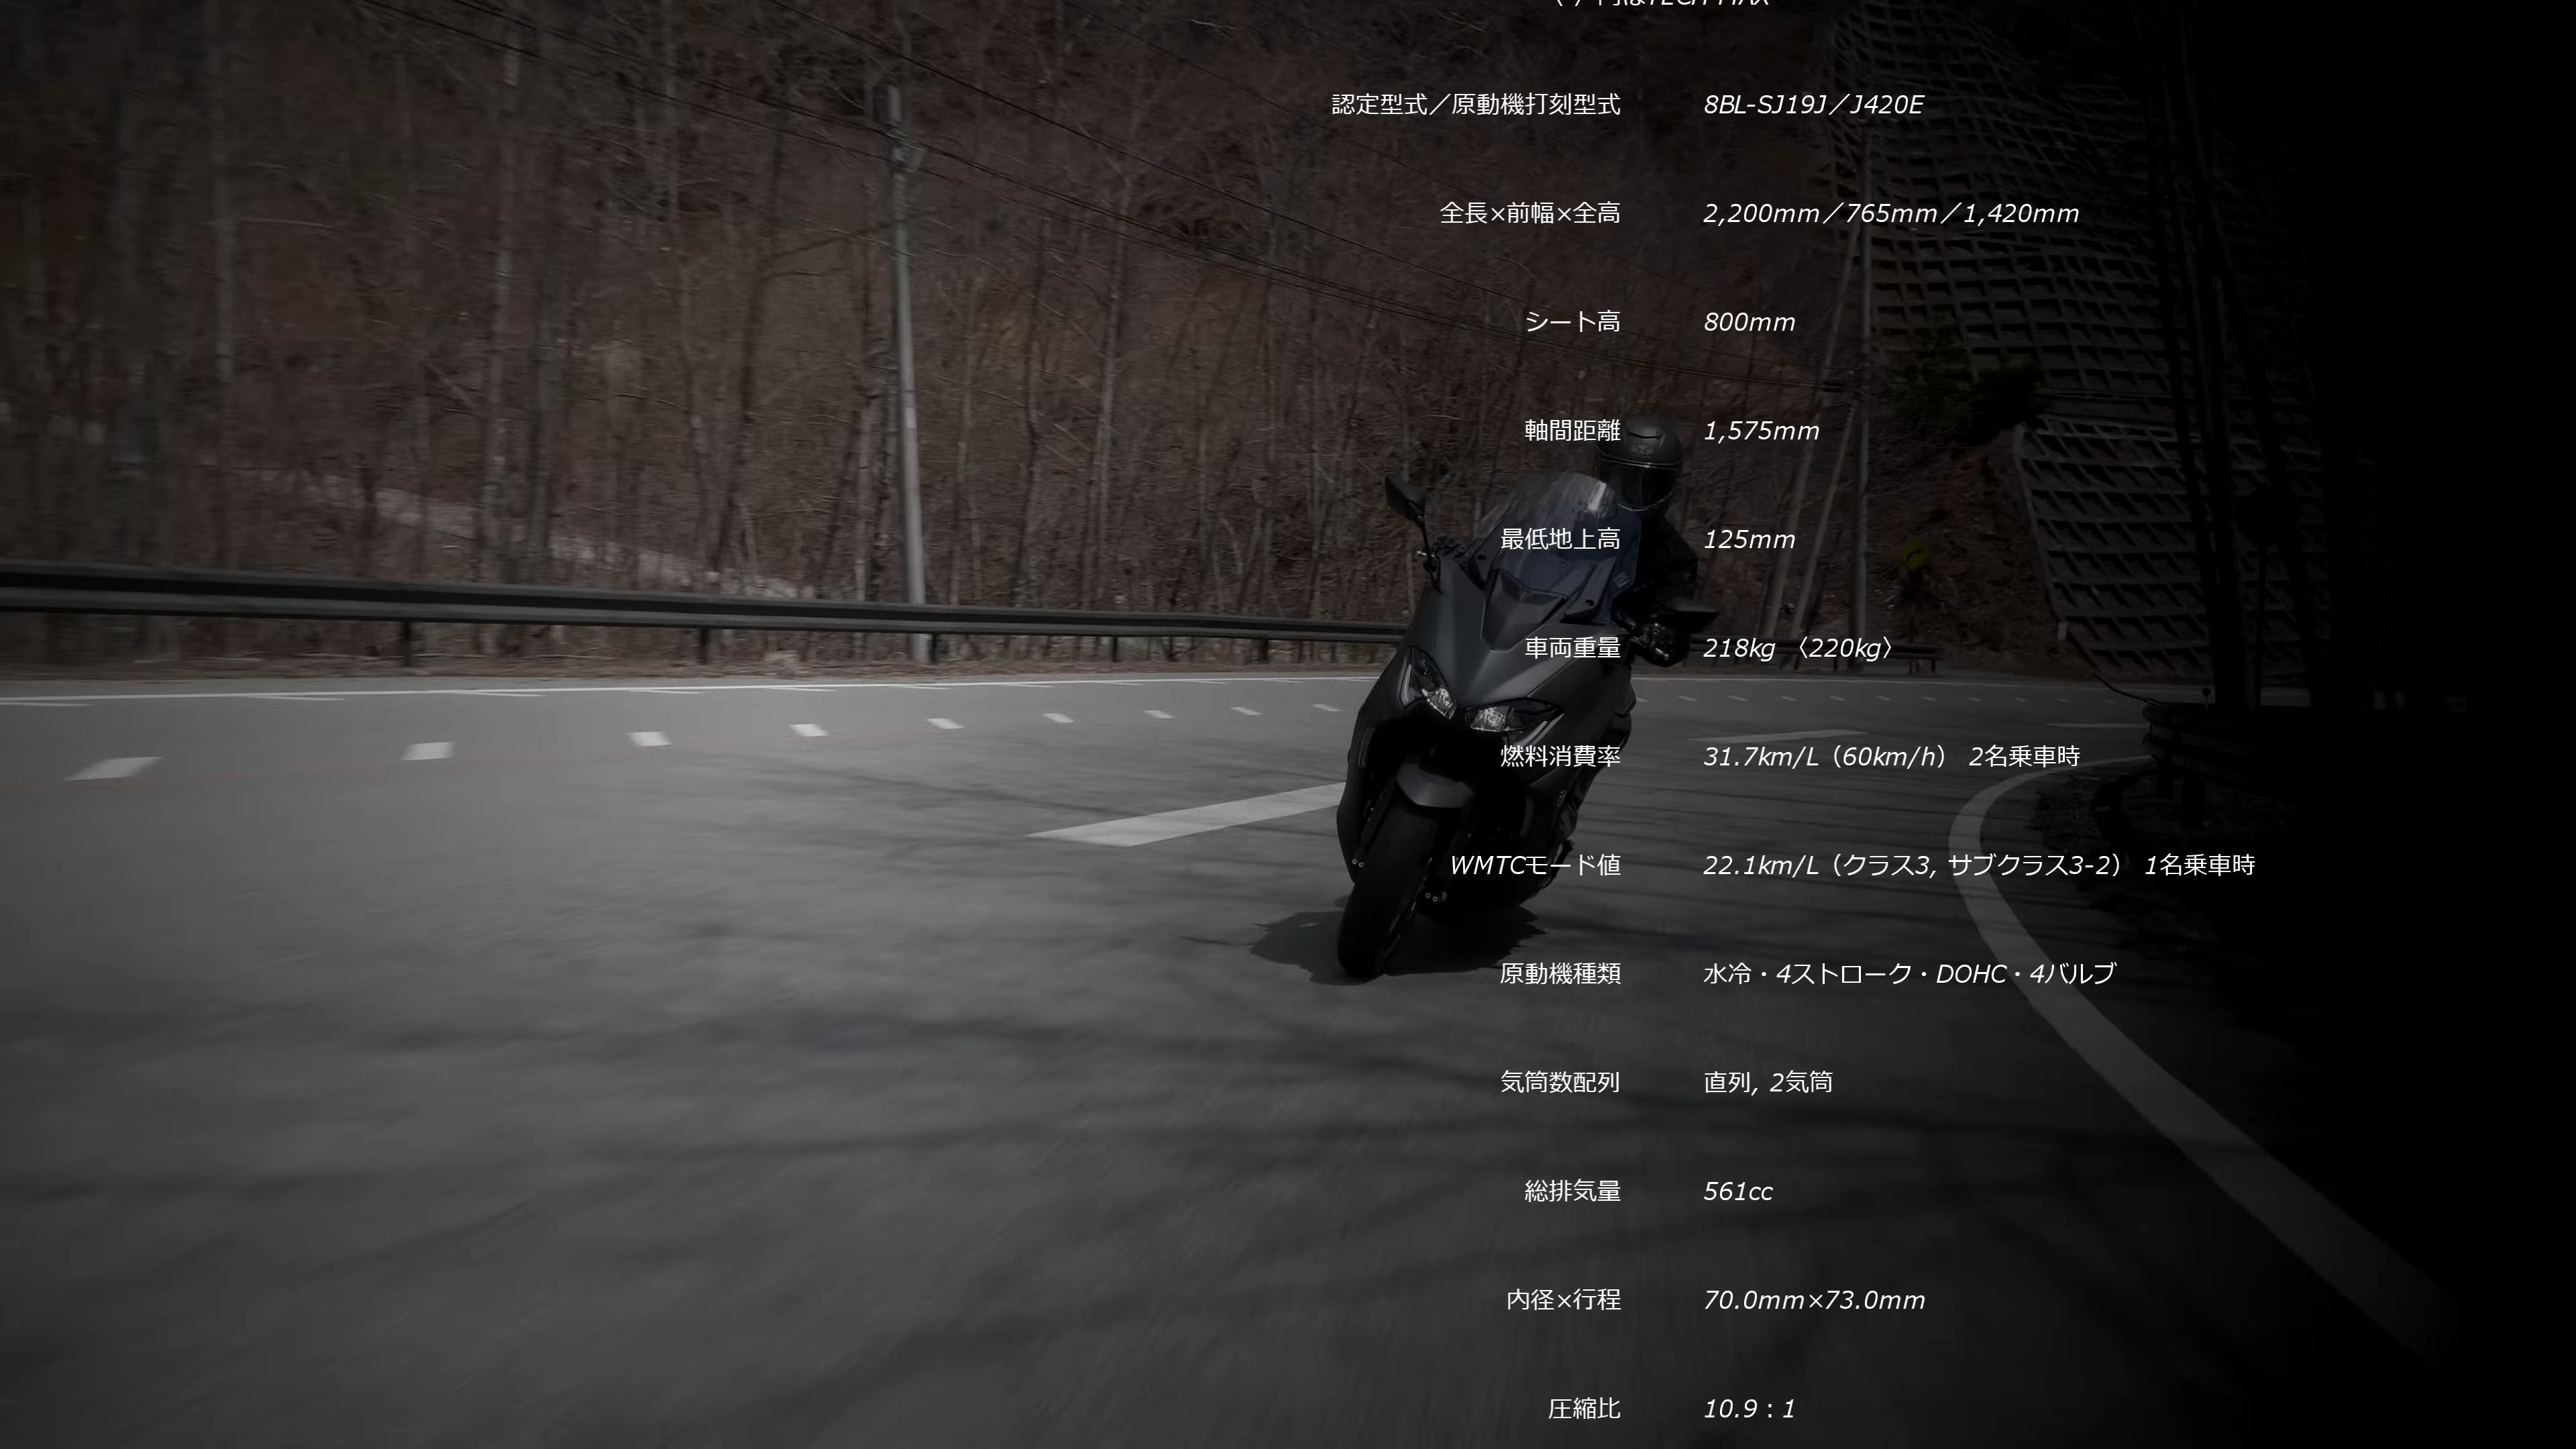 TECH MAX
認定型式／原動機打刻型式 8BL-SJ19J／J420E
全長×前幅×全高 2,200mm／765mm／1,420mm
シート高 800mm
軸間距離 1,575mm
最低地上高 125mm
車両重量 218kg 〈220kg〉
燃料消費率 31.7km/L（60km/h） 2名乗車時
WMTCモード値 22.1km/L（クラス3, サブクラス3-2） 1名乗車時
原動機種類 水冷・4ストローク・DOHC・4バルブ
気筒数配列 直列, 2気筒
総排気量 561cc
内径×行程 70.0mm×73.0mm
圧縮比 10.9：1